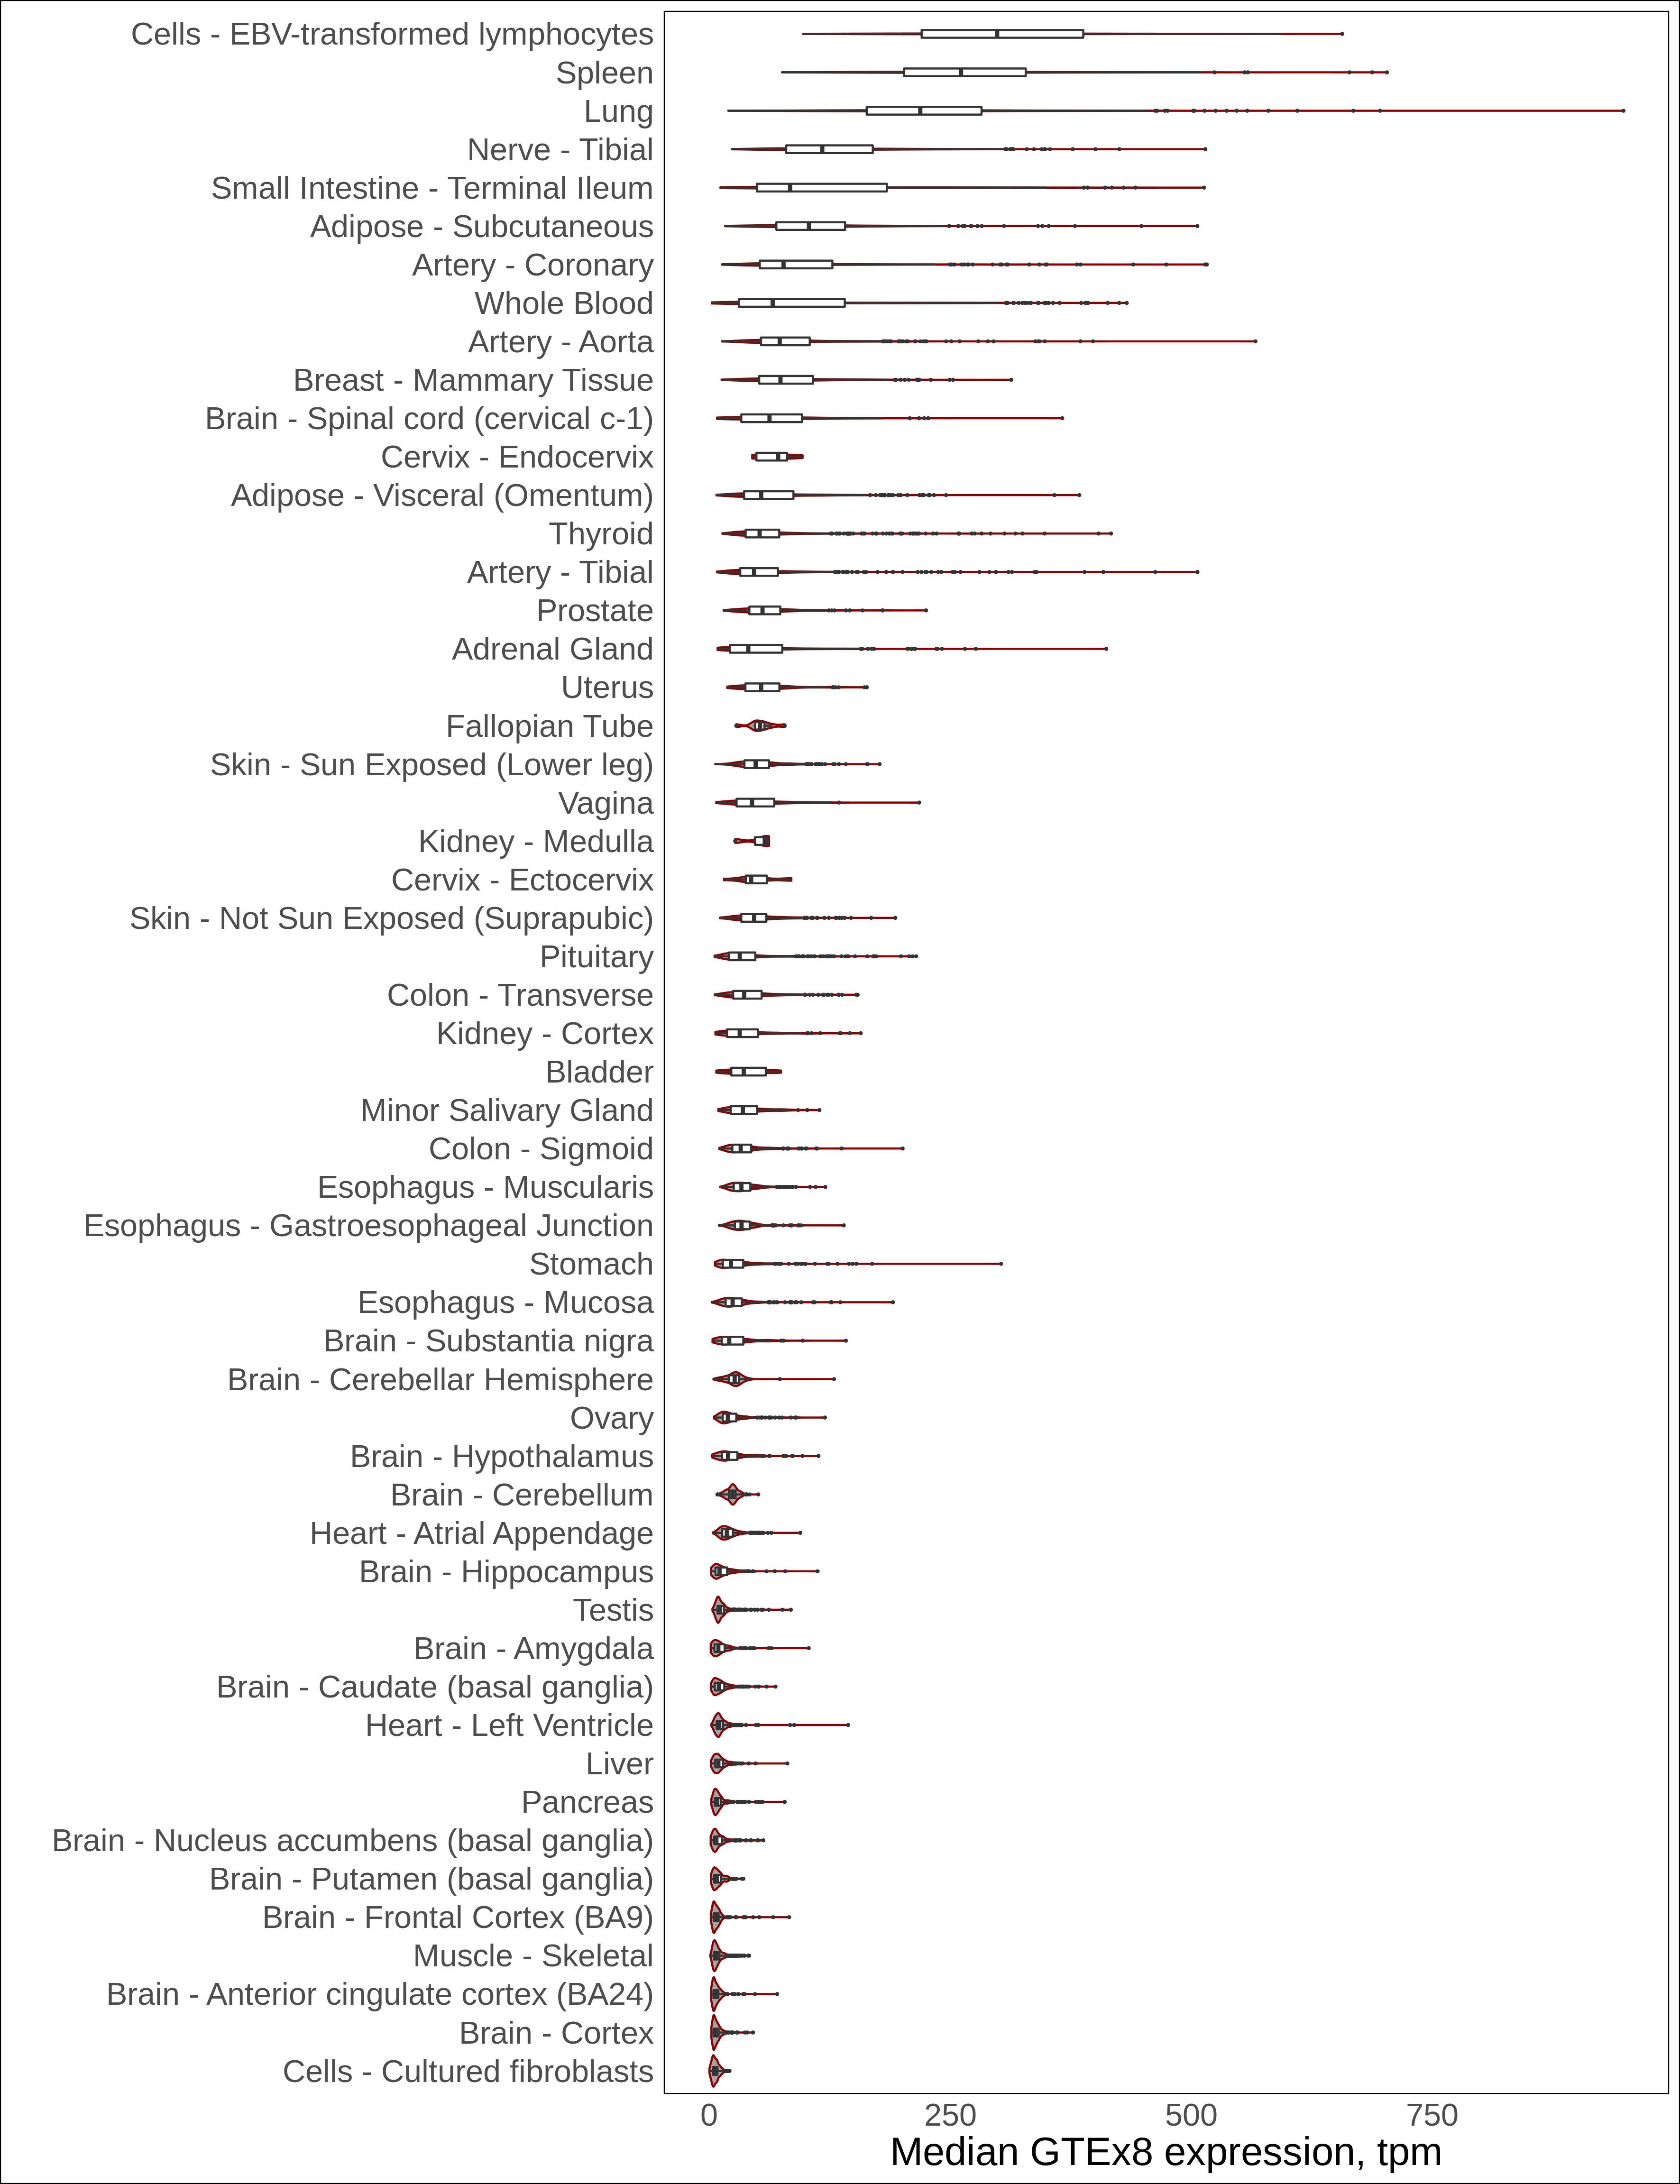 Cells - EBV-transformed lymphocytes
Spleen
Lung
Nerve - Tibial
Small Intestine - Terminal Ileum
Adipose - Subcutaneous
Artery - Coronary
Whole Blood
Artery - Aorta
Breast - Mammary Tissue
Brain - Spinal cord (cervical c-1)
Cervix - Endocervix
Adipose - Visceral (Omentum)
Thyroid
Artery - Tibial
Prostate
Adrenal Gland
Uterus
Fallopian Tube
Skin - Sun Exposed (Lower leg)
Vagina
Kidney - Medulla
Cervix - Ectocervix
Skin - Not Sun Exposed (Suprapubic)
Pituitary
Colon - Transverse
Kidney - Cortex
Bladder
Minor Salivary Gland
Colon - Sigmoid
Esophagus - Muscularis
Esophagus - Gastroesophageal Junction
Stomach
Esophagus - Mucosa
Brain - Substantia nigra
Brain - Cerebellar Hemisphere
Ovary
Brain - Hypothalamus
Brain - Cerebellum
Heart - Atrial Appendage
Brain - Hippocampus
Testis
Brain - Amygdala
Brain - Caudate (basal ganglia)
Heart - Left Ventricle
Liver
Pancreas
Brain - Nucleus accumbens (basal ganglia)
Brain - Putamen (basal ganglia)
Brain - Frontal Cortex (BA9)
Muscle - Skeletal
Brain - Anterior cingulate cortex (BA24)
Brain - Cortex
Cells - Cultured fibroblasts
0 250 500 750
Median GTEx8 expression, tpm